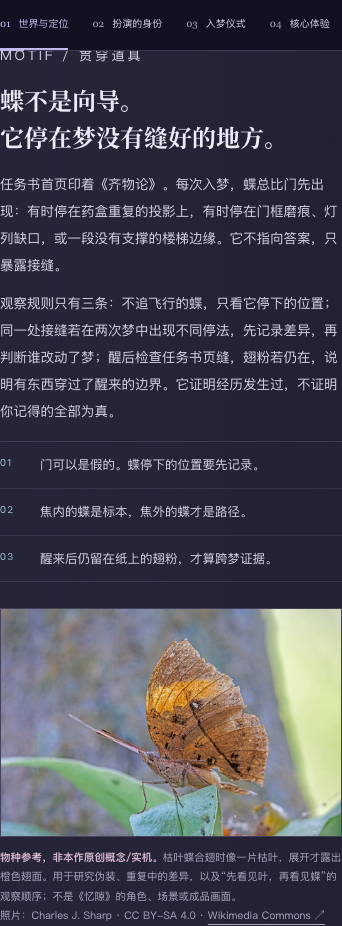 01 世界与定位 02 扮演的身份 03 入梦仪式 04 核心体验
MOTIF / 贯穿道具
蝶不是向导。
它停在梦没有缝好的地方。
任务书首页印着《齐物论》。每次入梦，蝶总比门先出
现：有时停在药盒重复的投影上，有时停在门框磨痕、灯
列缺口，或一段没有支撑的楼梯边缘。它不指向答案，只
暴露接缝。
观察规则只有三条：不追飞行的蝶，只看它停下的位置；
同一处接缝若在两次梦中出现不同停法，先记录差异，再
判断谁改动了梦；醒后检查任务书页缝，翅粉若仍在，说
明有东西穿过了醒来的边界。它证明经历发生过，不证明
你记得的全部为真。
01 门可以是假的。蝶停下的位置要先记录。
02 焦内的蝶是标本，焦外的蝶才是路径。
03 醒来后仍留在纸上的翅粉，才算跨梦证据。
物种参考，非本作原创概念/实机。枯叶蝶合翅时像一片枯叶，展开才露出
橙色翅面。用于研究伪装、重复中的差异，以及“先看见叶，再看见蝶”的
观察顺序；不是《忆隙》的角色、场景或成品画面。
照片：Charles J. Sharp · CC BY-SA 4.0 · Wikimedia Commons ↗